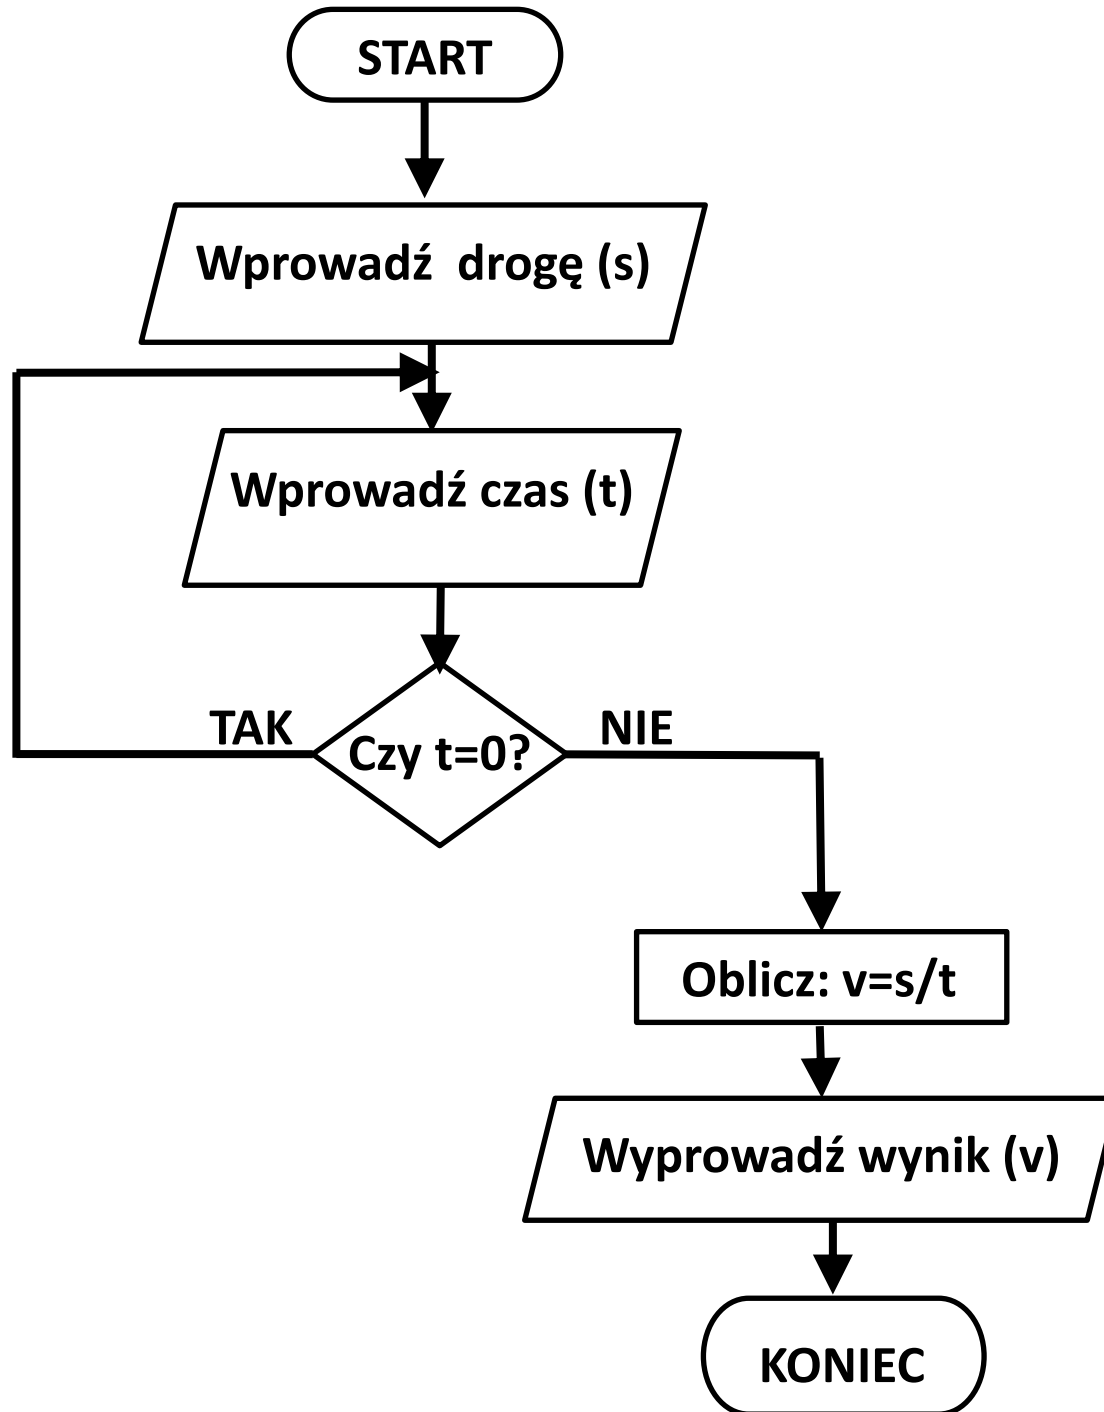 START
Wprowadź drogę (s)
Wprowadź czas (t)
TAK
Czy t=0?
NIE
Oblicz: v=s/t
Wyprowadź wynik (v)
KONIEC